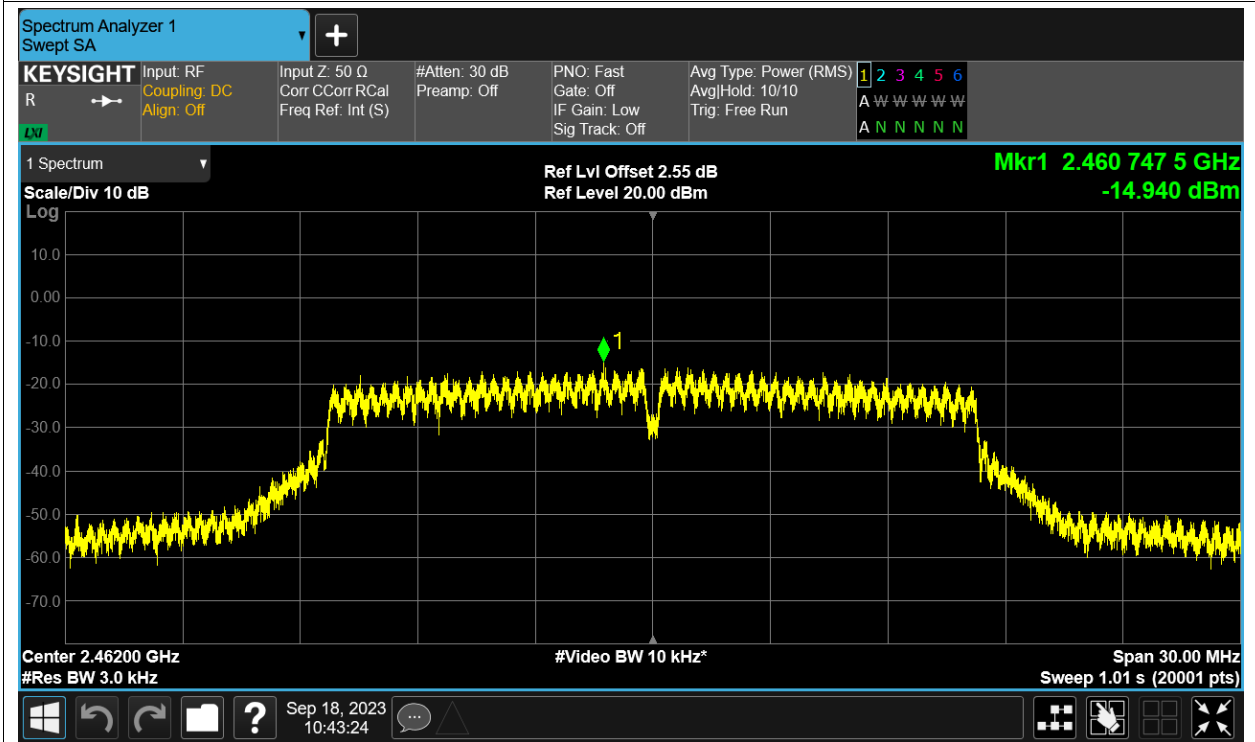 Spectrum Analyzer 1
Swept SA
KEYSIGHT
R
LXI
Input: RF
Coupling: DC
Align: Off
Input Z: 50 Ω
Corr CCorr RCal
Freq Ref: Int (S)
#Atten: 30 dB
Preamp: Off
PNO: Fast
Gate: Off
IF Gain: Low
Sig Track: Off
Avg Type: Power (RMS)
Avg|Hold: 10/10
Trig: Free Run
1 2 3 4 5 6
A W W W W W
A N N N N N
1 Spectrum
Scale/Div 10 dB
Log
Ref Lvl Offset 2.55 dB
Ref Level 20.00 dBm
Mkr1 2.460 747 5 GHz
-14.940 dBm
10.0
0.00
-10.0
-20.0
-30.0
-40.0
-50.0
-60.0
-70.0
1
Center 2.46200 GHz
#Res BW 3.0 kHz
#Video BW 10 kHz*
Span 30.00 MHz
Sweep 1.01 s (20001 pts)
?
Sep 18, 2023
10:43:24